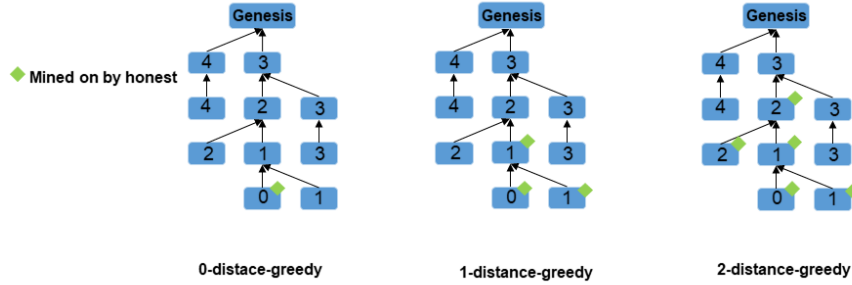 Genesis Genesis Genesis
4 3 4 3 4 3
Mined on by honest
4 2 3 4 2 3 4 2 3
2 1 3 2 1 3 2 1 3
0 1 0 1 0 1
0-distace-greedy 1-distance-greedy 2-distance-greedy